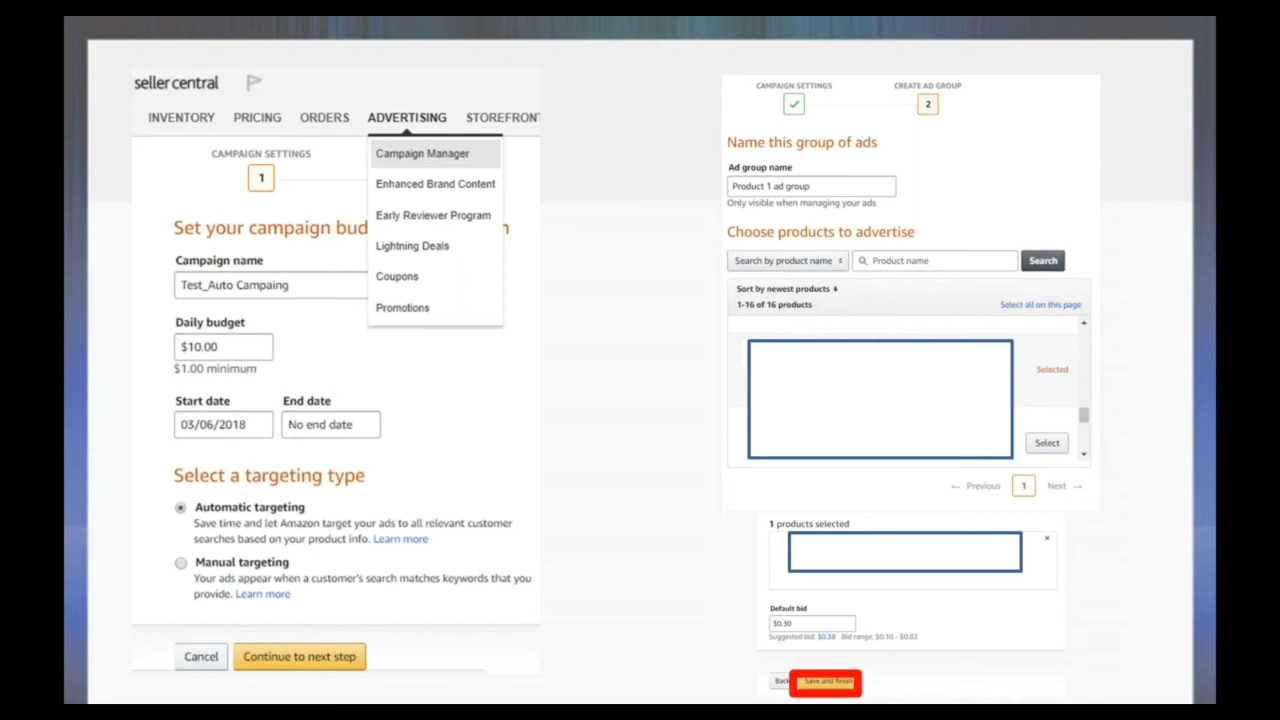 seller central
INVENTORY PRICING ORDERS ADVERTISING STOREFRONT
CAMPAIGN SETTINGS
1
Campaign Manager
Enhanced Brand Content
Early Reviewer Program
Lightning Deals
Coupons
Promotions
Set your campaign bud n
Campaign name
Test_Auto Campaing
Daily budget
$10.00
$1.00 minimum
Start date End date
03/06/2018 No end date
Select a targeting type
Automatic targeting
Save time and let Amazon target your ads to all relevant customer
searches based on your product info. Learn more
Manual targeting
Your ads appear when a customer's search matches keywords that you
provide. Learn more
Cancel Continue to next step
CAMPAIGN SETTINGS CREATE AD GROUP
2
Name this group of ads
Ad group name
Product 1 ad group
Only visible when managing your ads
Choose products to advertise
Search by product name Product name Search
Sort by newest products
1-16 of 16 products Select all on this page
Selected
Select
← Previous 1 Next →
1 products selected
×
Default bid
$0.30
Suggested bid: $0.38 Bid range: $0.10 - $0.82
Back Save and finish